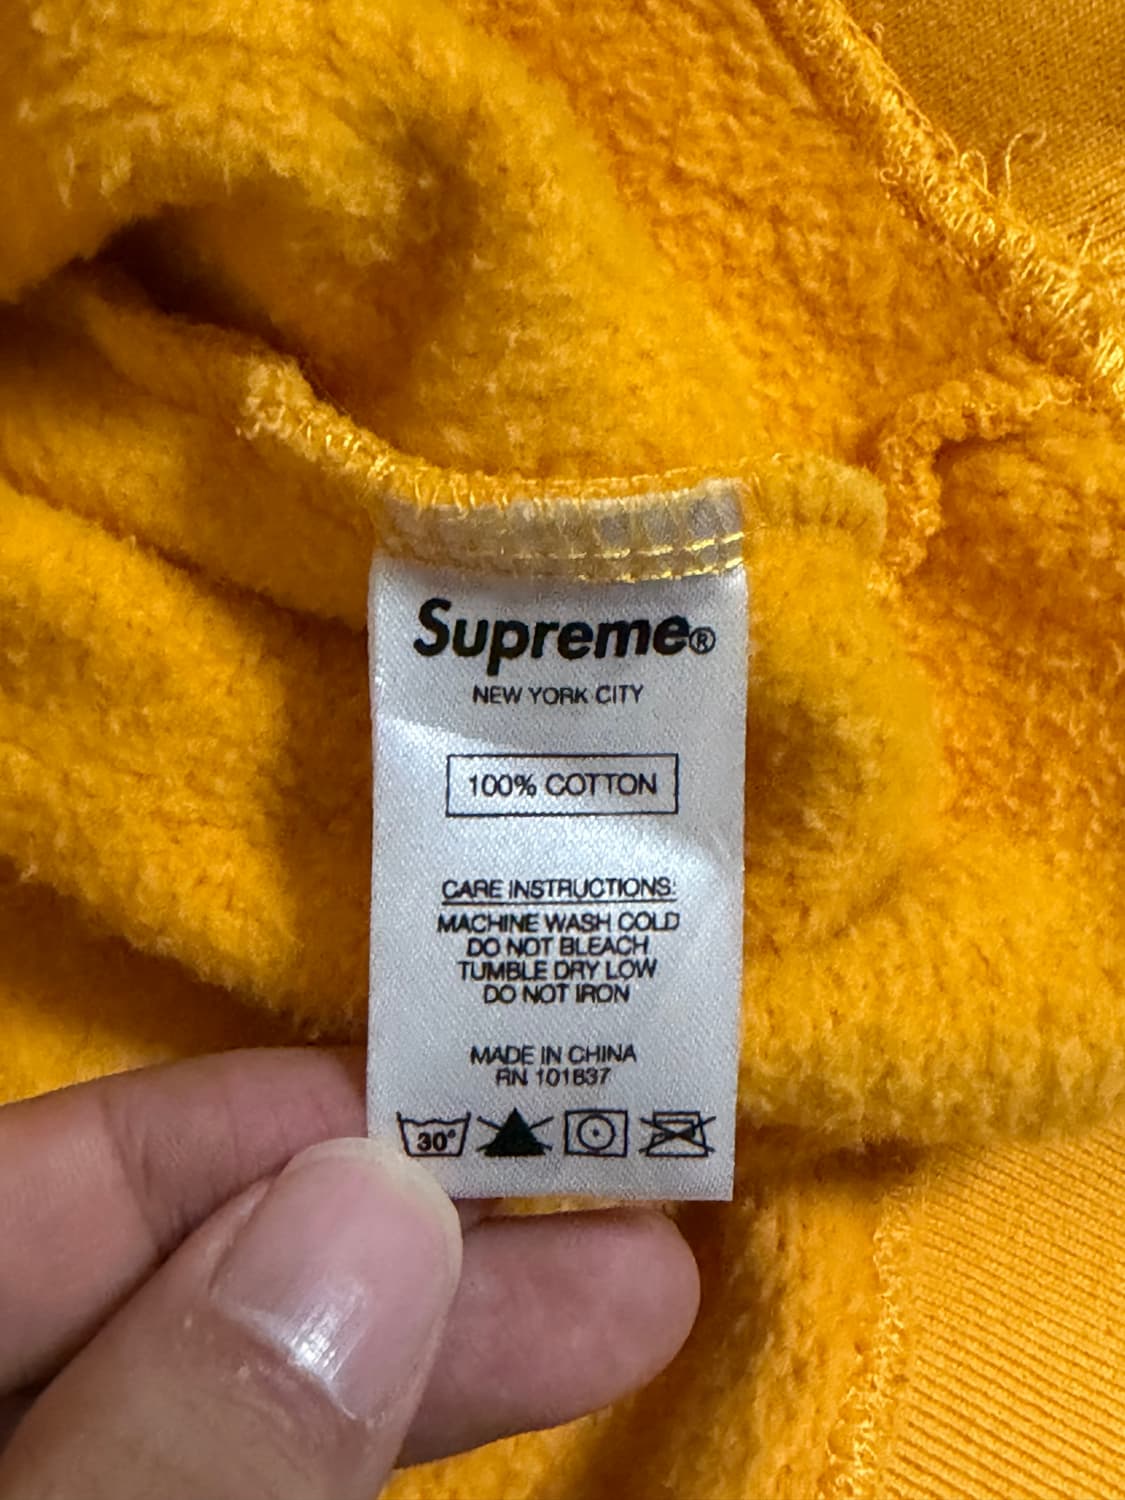 Supreme®
NEW YORK CITY
100% COTTON
CARE INSTRUCTIONS:
MACHINE WASH COLD
DO NOT BLEACH
TUMBLE DRY LOW
DO NOT IRON
MADE IN CHINA
RN 101837
30°